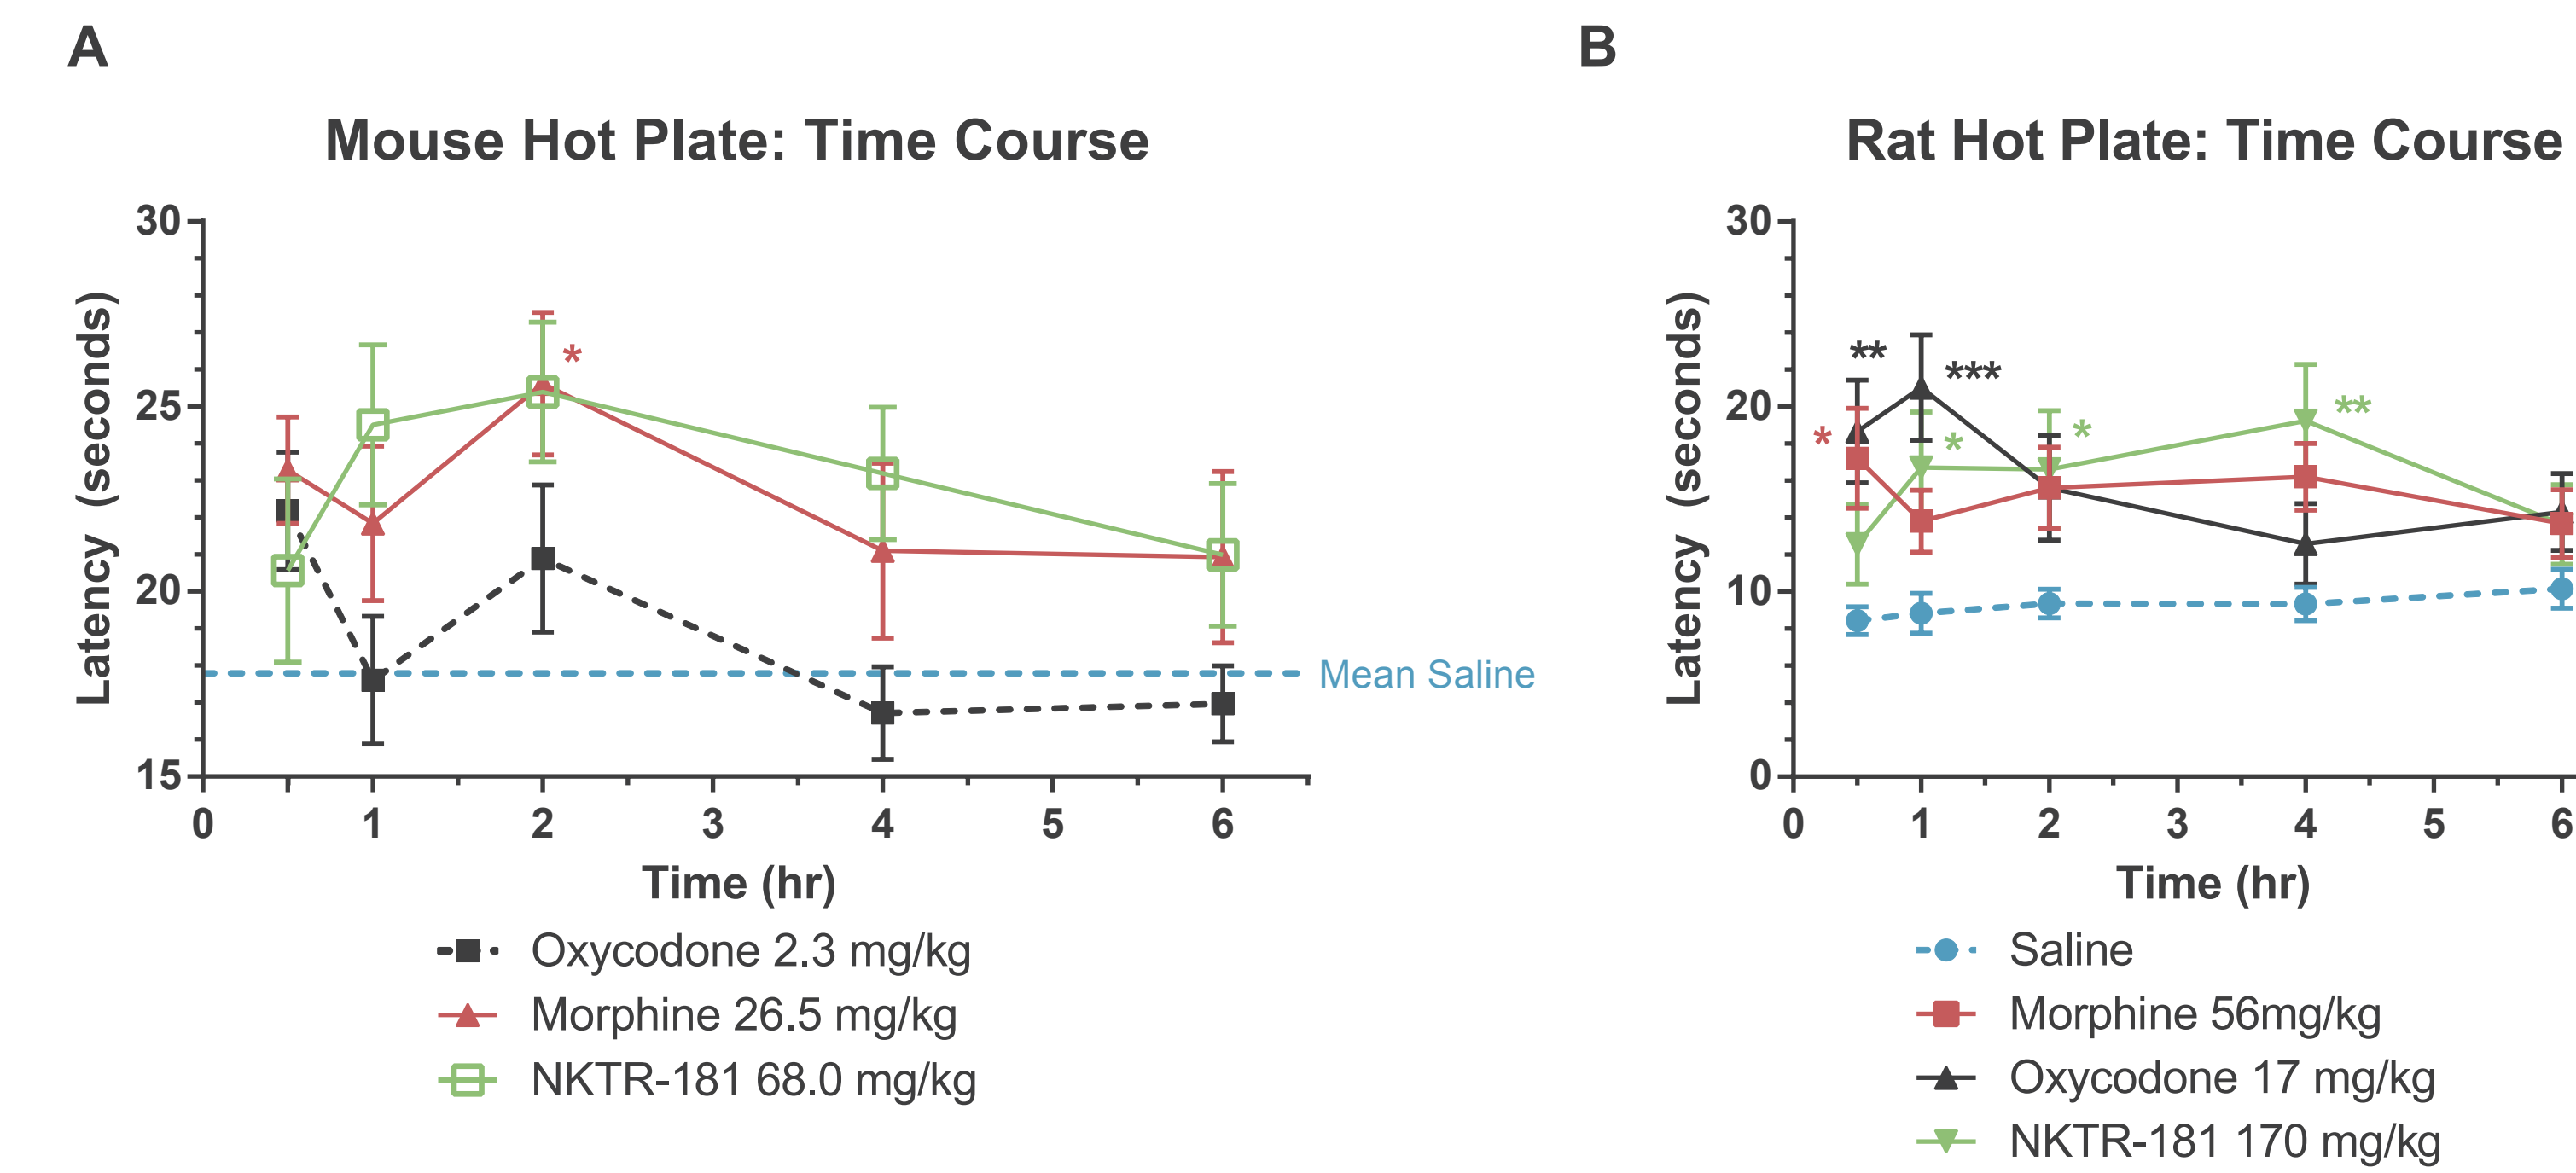 A
Mouse Hot Plate: Time Course
Latency (seconds)
30
25
20
15
0 1 2 3 4 5 6
*
Mean Saline
Time (hr)
Oxycodone 2.3 mg/kg
Morphine 26.5 mg/kg
NKTR-181 68.0 mg/kg
B
Rat Hot Plate: Time Course
Latency (seconds)
30
20
10
0
0 1 2 3 4 5 6
**
***
*
*
*
**
Time (hr)
Saline
Morphine 56mg/kg
Oxycodone 17 mg/kg
NKTR-181 170 mg/kg